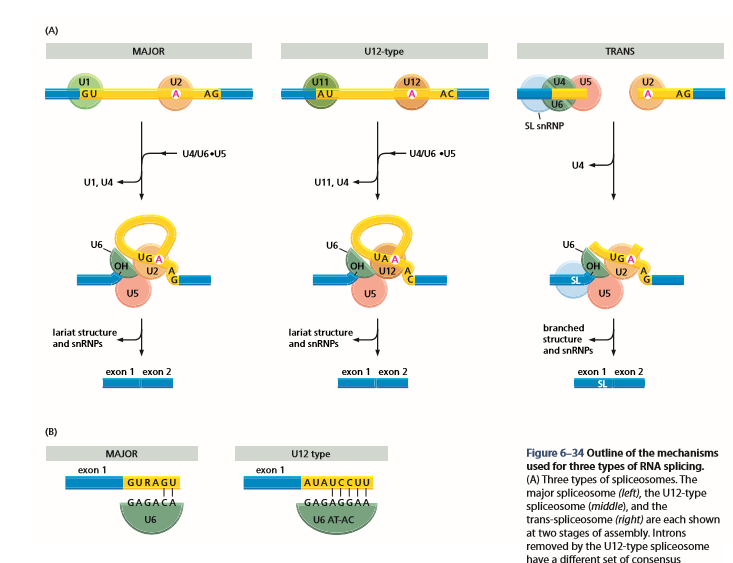 (A)
MAJOR
U12-type
TRANS
U1
U2
GU
A
AG
U11
U12
AU
A
AC
U4
U5
U6
SL snRNP
U2
A
AG
U4/U6•U5
U1, U4
U4/U6 •U5
U11, U4
U4
U6
OH
UGA
U2
AG
U5
U6
OH
UAA
U12
AC
U5
U6
OH
UGA
U2
AG
SL
U5
lariat structure
and snRNPs
lariat structure
and snRNPs
branched
structure
and snRNPs
exon 1 exon 2
exon 1 exon 2
exon 1 exon 2
SL
(B)
MAJOR
U12 type
exon 1
GURAGU
GAGACA
U6
exon 1
AUAUCCUU
GAGAGGAA
U6 AT-AC
Figure 6–34 Outline of the mechanisms
used for three types of RNA splicing.
(A) Three types of spliceosomes. The
major spliceosome (left), the U12-type
spliceosome (middle), and the
trans-spliceosome (right) are each shown
at two stages of assembly. Introns
removed by the U12-type spliceosome
have a different set of consensus